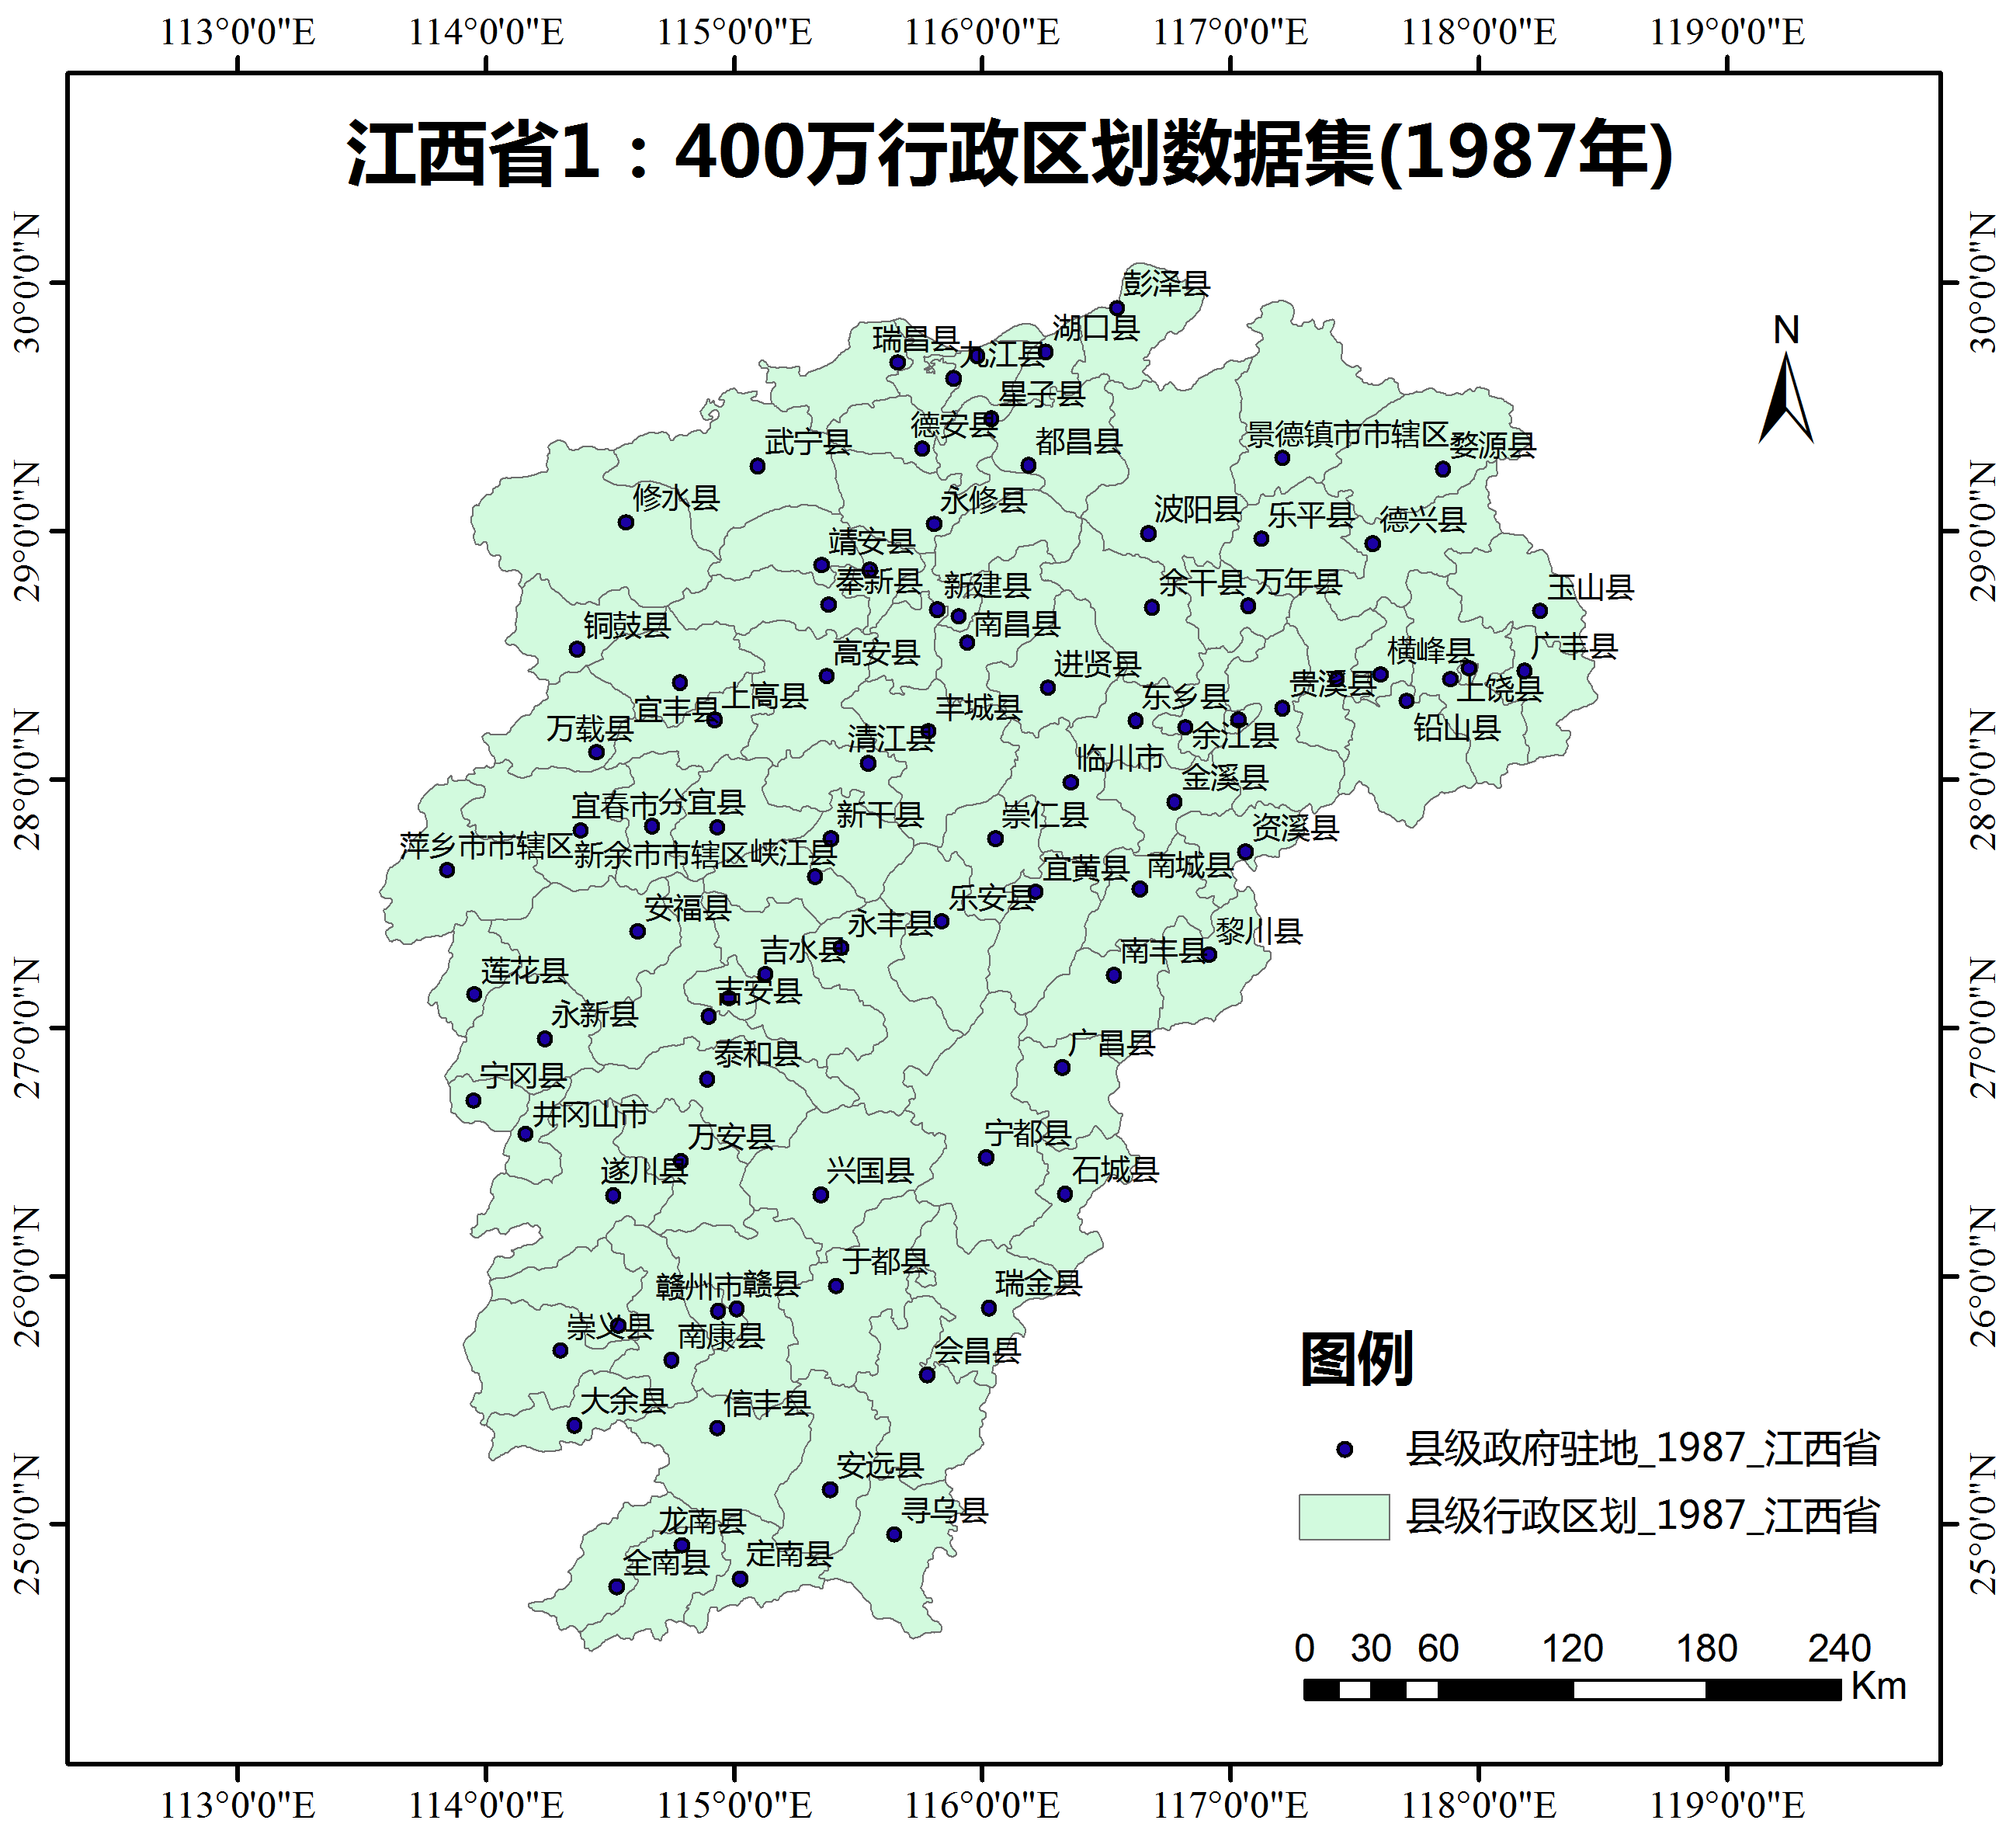 113°0'0"E 114°0'0"E 115°0'0"E 116°0'0"E 117°0'0"E 118°0'0"E 119°0'0"E
江西省1：400万行政区划数据集(1987年)
30°0'0"N
30°0'0"N
29°0'0"N
29°0'0"N
28°0'0"N
28°0'0"N
27°0'0"N
27°0'0"N
26°0'0"N
26°0'0"N
25°0'0"N
25°0'0"N
N
彭泽县
湖口县
瑞昌县
九江县
星子县
德安县
都昌县
武宁县
景德镇市市辖区
婺源县
修水县
永修县
波阳县
乐平县
德兴县
靖安县
奉新县
新建县
余干县
万年县
玉山县
铜鼓县
南昌县
高安县
进贤县
横峰县
广丰县
贵溪县
上饶县
宜丰县
上高县
丰城县
东乡县
余江县
铅山县
万载县
清江县
临川市
金溪县
宜春市
分宜县
新干县
崇仁县
资溪县
萍乡市市辖区
新余市市辖区
峡江县
宜黄县
南城县
安福县
乐安县
永丰县
吉水县
南丰县
黎川县
莲花县
吉安县
永新县
泰和县
广昌县
宁冈县
井冈山市
万安县
宁都县
遂川县
兴国县
石城县
于都县
赣州市
赣县
瑞金县
崇义县
南康县
会昌县
大余县
信丰县
安远县
寻乌县
龙南县
全南县
定南县
图例
县级政府驻地_1987_江西省
县级行政区划_1987_江西省
0 30 60 120 180 240
Km
113°0'0"E 114°0'0"E 115°0'0"E 116°0'0"E 117°0'0"E 118°0'0"E 119°0'0"E